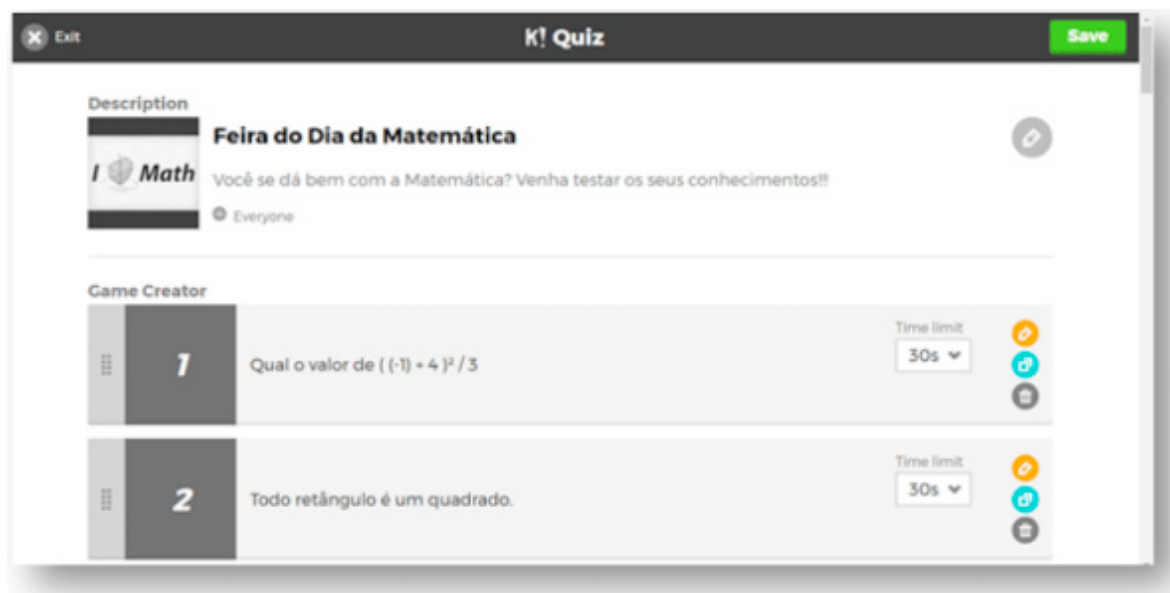 Exit
K! Quiz
Save
Description
I Math
Feira do Dia da Matemática
Você se dá bem com a Matemática? Venha testar os seus conhecimentos!!!
Everyone
Game Creator
1
Qual o valor de ( (-1) + 4 )² / 3
Time limit
30s
2
Todo retângulo é um quadrado.
Time limit
30s